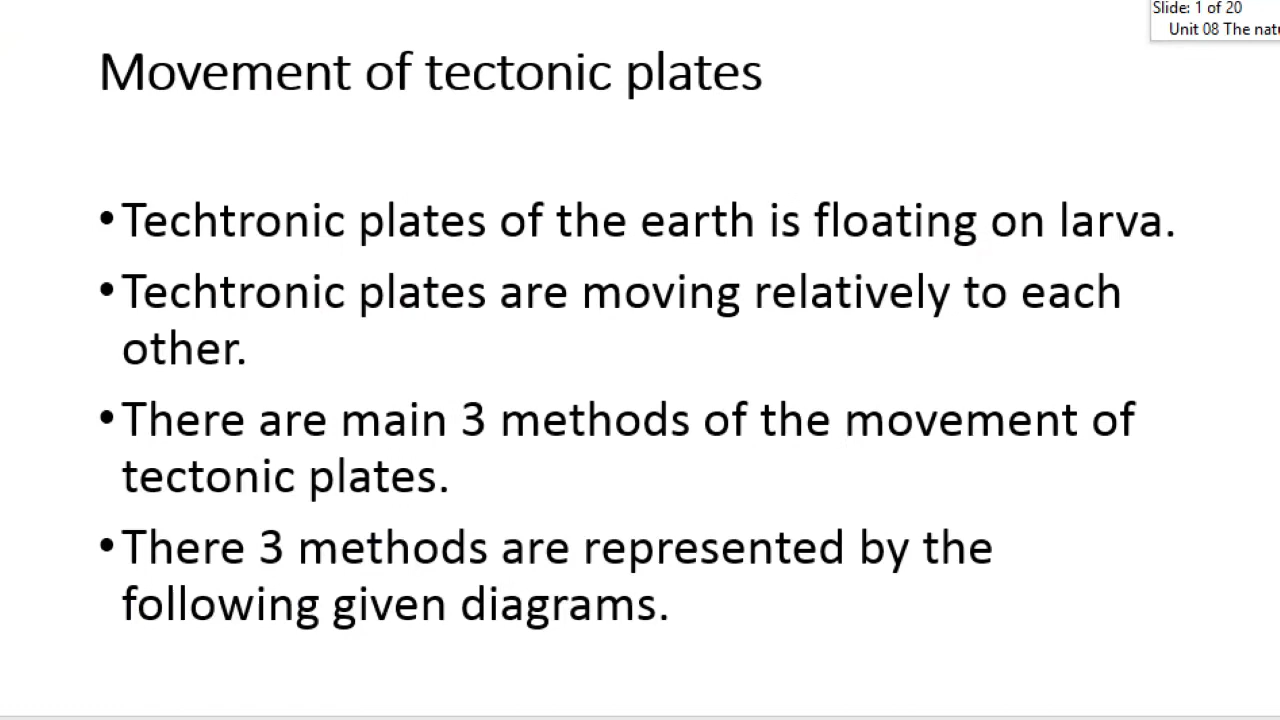 Slide: 1 of 20
Unit 08 The natu
Movement of tectonic plates
•Techtronic plates of the earth is floating on larva.
•Techtronic plates are moving relatively to each
other.
•There are main 3 methods of the movement of
tectonic plates.
•There 3 methods are represented by the
following given diagrams.